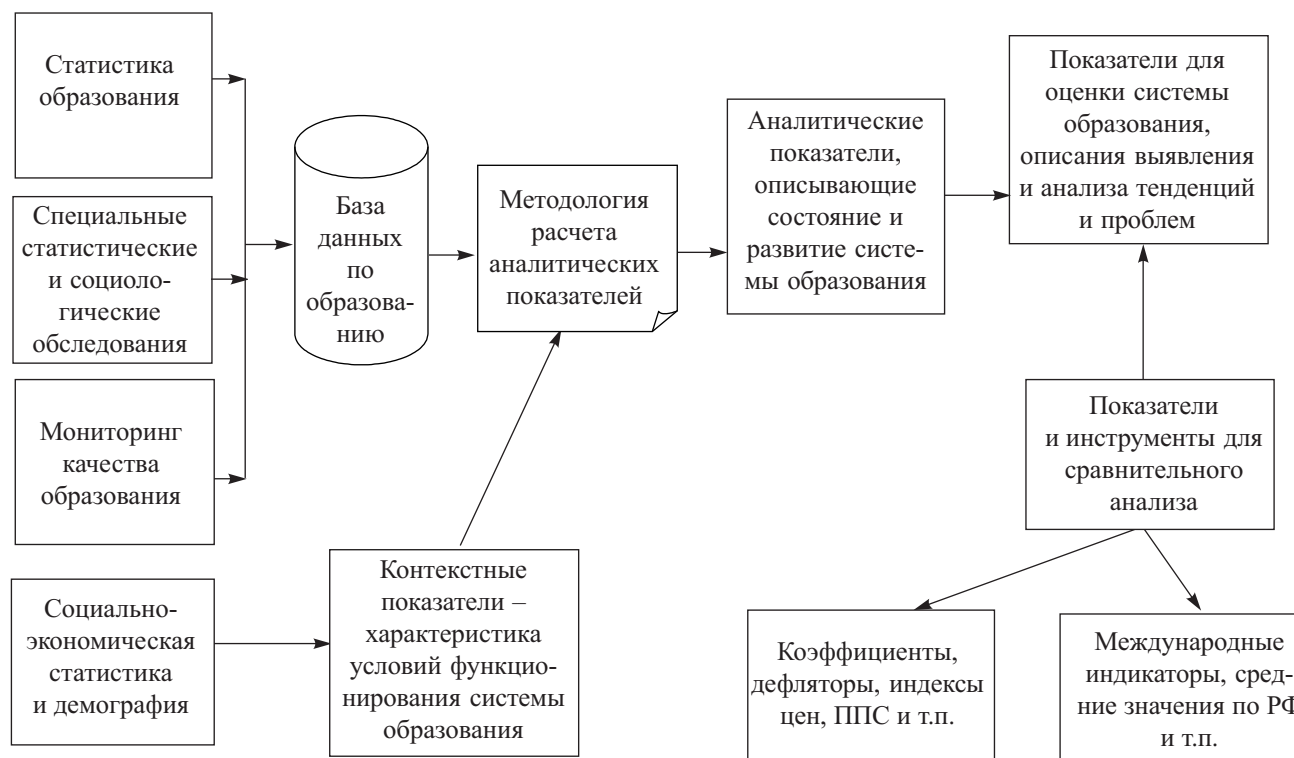 Статистика
образования
Специальные
статистические
и социоло-
гические
обследования
Мониторинг
качества
образования
Социально-
экономическая
статистика
и демография
База
данных
по
образова-
нию
Контекстные
показатели –
характеристика
условий функцио-
нирования системы
образования
Методология
расчета
аналитических
показателей
Аналитические
показатели,
описывающие
состояние и
развитие систе-
мы образования
Показатели для
оценки системы
образования,
описания выявления
и анализа тенденций
и проблем
Показатели
и инструменты для
сравнительного
анализа
Коэффициенты,
дефляторы, индексы
цен, ППС и т.п.
Международные
индикаторы, сред-
ние значения по РФ
и т.п.